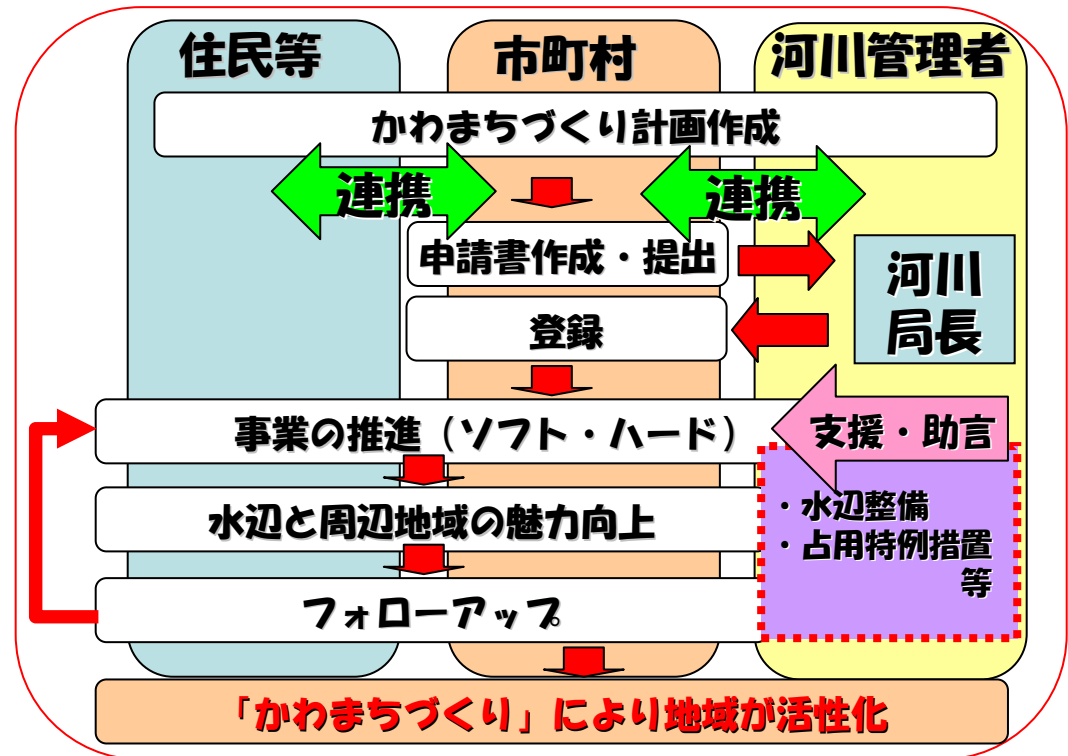 住民等
市町村
河川管理者
かわまちづくり計画作成
連携
連携
申請書作成・提出
河川
局長
登録
事業の推進（ソフト・ハード）
支援・助言
水辺と周辺地域の魅力向上
・水辺整備
・占用特例措置
等
フォローアップ
「かわまちづくり」により地域が活性化